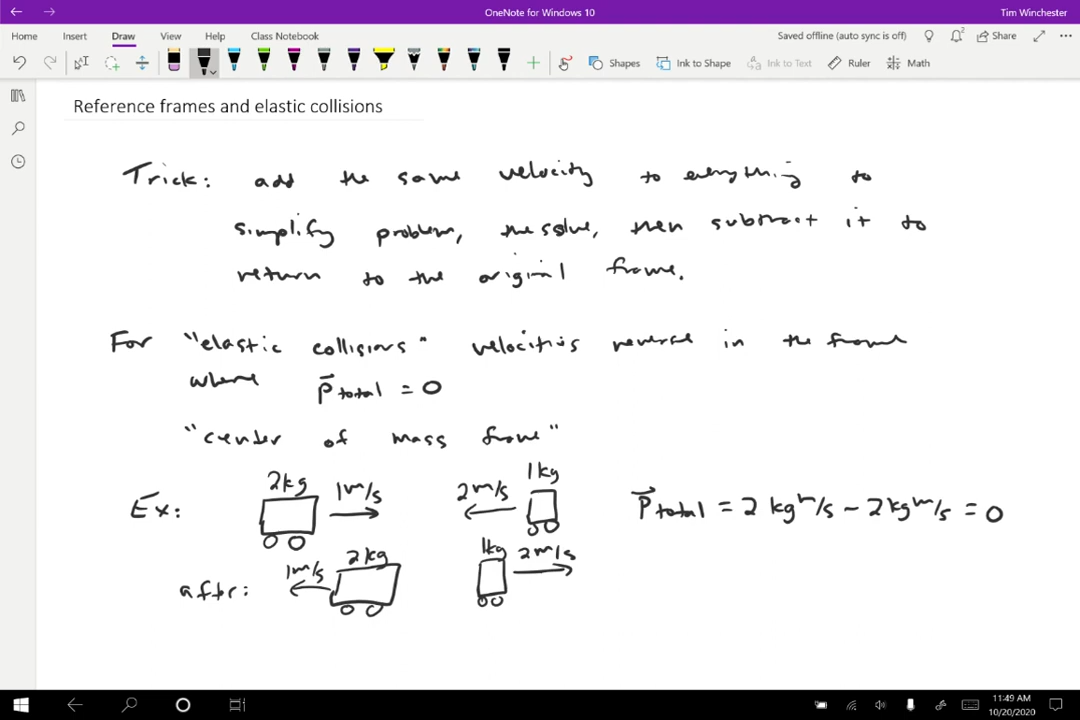 OneNote for Windows 10
Tim Winchester
Home Insert Draw View Help Class Notebook
Saved offline (auto sync is off) Share
Shapes Ink to Shape Ink to Text Ruler Math
Reference frames and elastic collisions
Trick: add the same velocity to everything to
simplify problem, the solve, then subtract it to
return to the original frame.
For "elastic collisions" velocities reverse in the frame
where p⃗ total = 0
"center of mass frame"
Ex: 2kg 1m/s 2m/s 1kg p⃗ total = 2 kg m/s - 2kg m/s = 0
after: 1m/s 2kg 1kg 2m/s
11:49 AM
10/20/2020